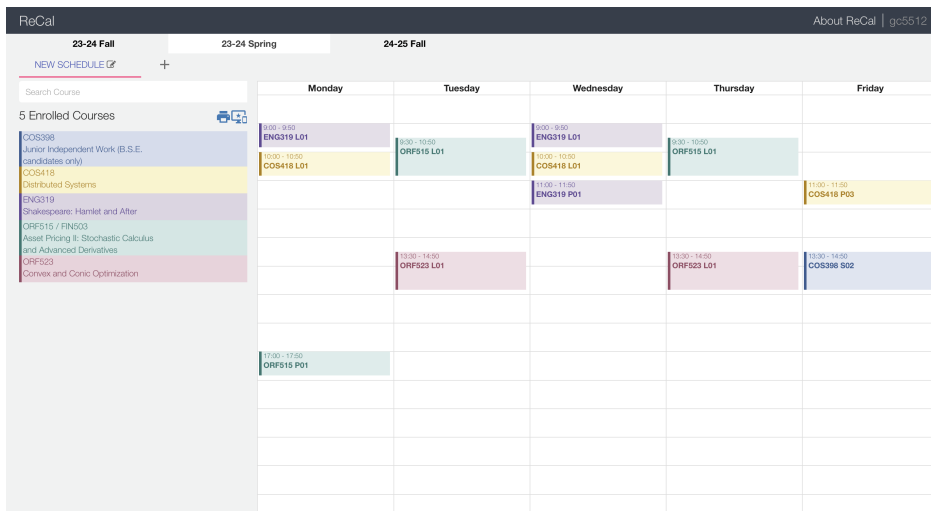 ReCal
About ReCal | gc5512
23-24 Fall
23-24 Spring
24-25 Fall
NEW SCHEDULE
+
Search Course
5 Enrolled Courses
COS398
Junior Independent Work (B.S.E.
candidates only)
COS418
Distributed Systems
ENG319
Shakespeare: Hamlet and After
ORF515 / FIN503
Asset Pricing II: Stochastic Calculus
and Advanced Derivatives
ORF523
Convex and Conic Optimization
Monday
Tuesday
Wednesday
Thursday
Friday
9:00 - 9:50
ENG319 L01
10:00 - 10:50
COS418 L01
17:00 - 17:50
ORF515 P01
9:30 - 10:50
ORF515 L01
13:30 - 14:50
ORF523 L01
9:00 - 9:50
ENG319 L01
10:00 - 10:50
COS418 L01
11:00 - 11:50
ENG319 P01
9:30 - 10:50
ORF515 L01
13:30 - 14:50
ORF523 L01
11:00 - 11:50
COS418 P03
13:30 - 14:50
COS398 S02